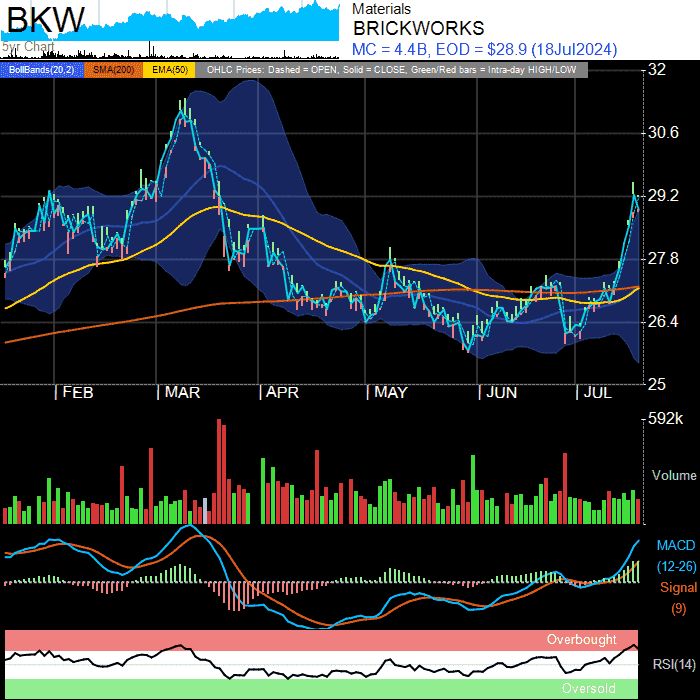 BKW
5yr Chart
Materials
BRICKWORKS
MC = 4.4B, EOD = $28.9 (18Jul2024)
BollBands(20,2) SMA(200) EMA(50) OHLC Prices: Dashed = OPEN, Solid = CLOSE, Green/Red bars = Intra-day HIGH/LOW
32
30.6
29.2
27.8
26.4
25
FEB MAR APR MAY JUN JUL
592k
Volume
MACD
(12-26)
Signal
(9)
Overbought
RSI(14)
Oversold